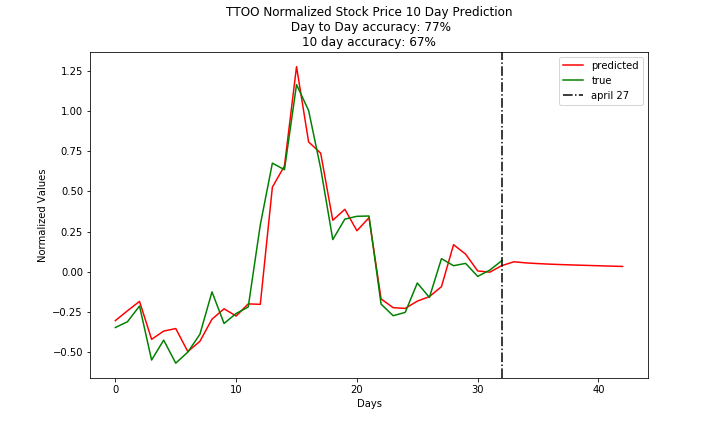 TTOO Normalized Stock Price 10 Day Prediction
Day to Day accuracy: 77%
10 day accuracy: 67%
predicted
true
april 27
Normalized Values
1.25
1.00
0.75
0.50
0.25
0.00
−0.25
−0.50
0 10 20 30 40
Days